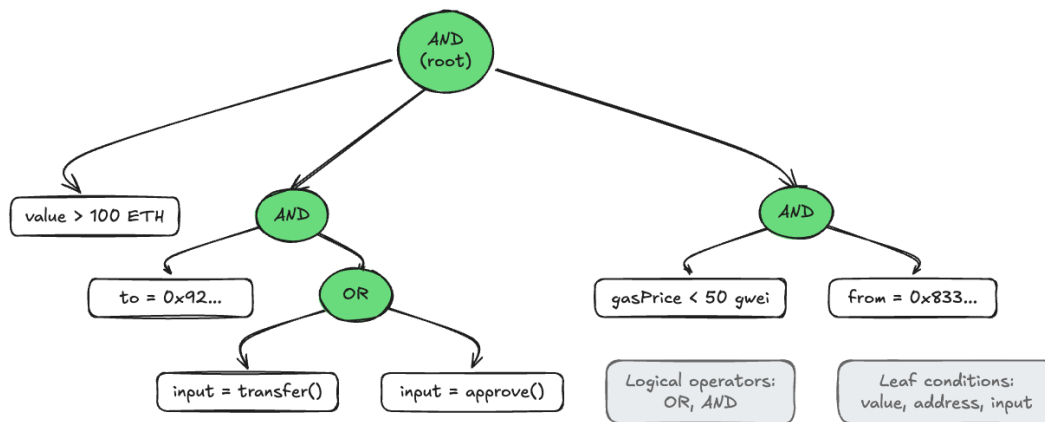 AND
(root)
value > 100 ETH
AND
AND
to = 0x92...
OR
gasPrice < 50 gwei
from = 0x833...
input = transfer()
input = approve()
Logical operators:
OR, AND
Leaf conditions:
value, address, input